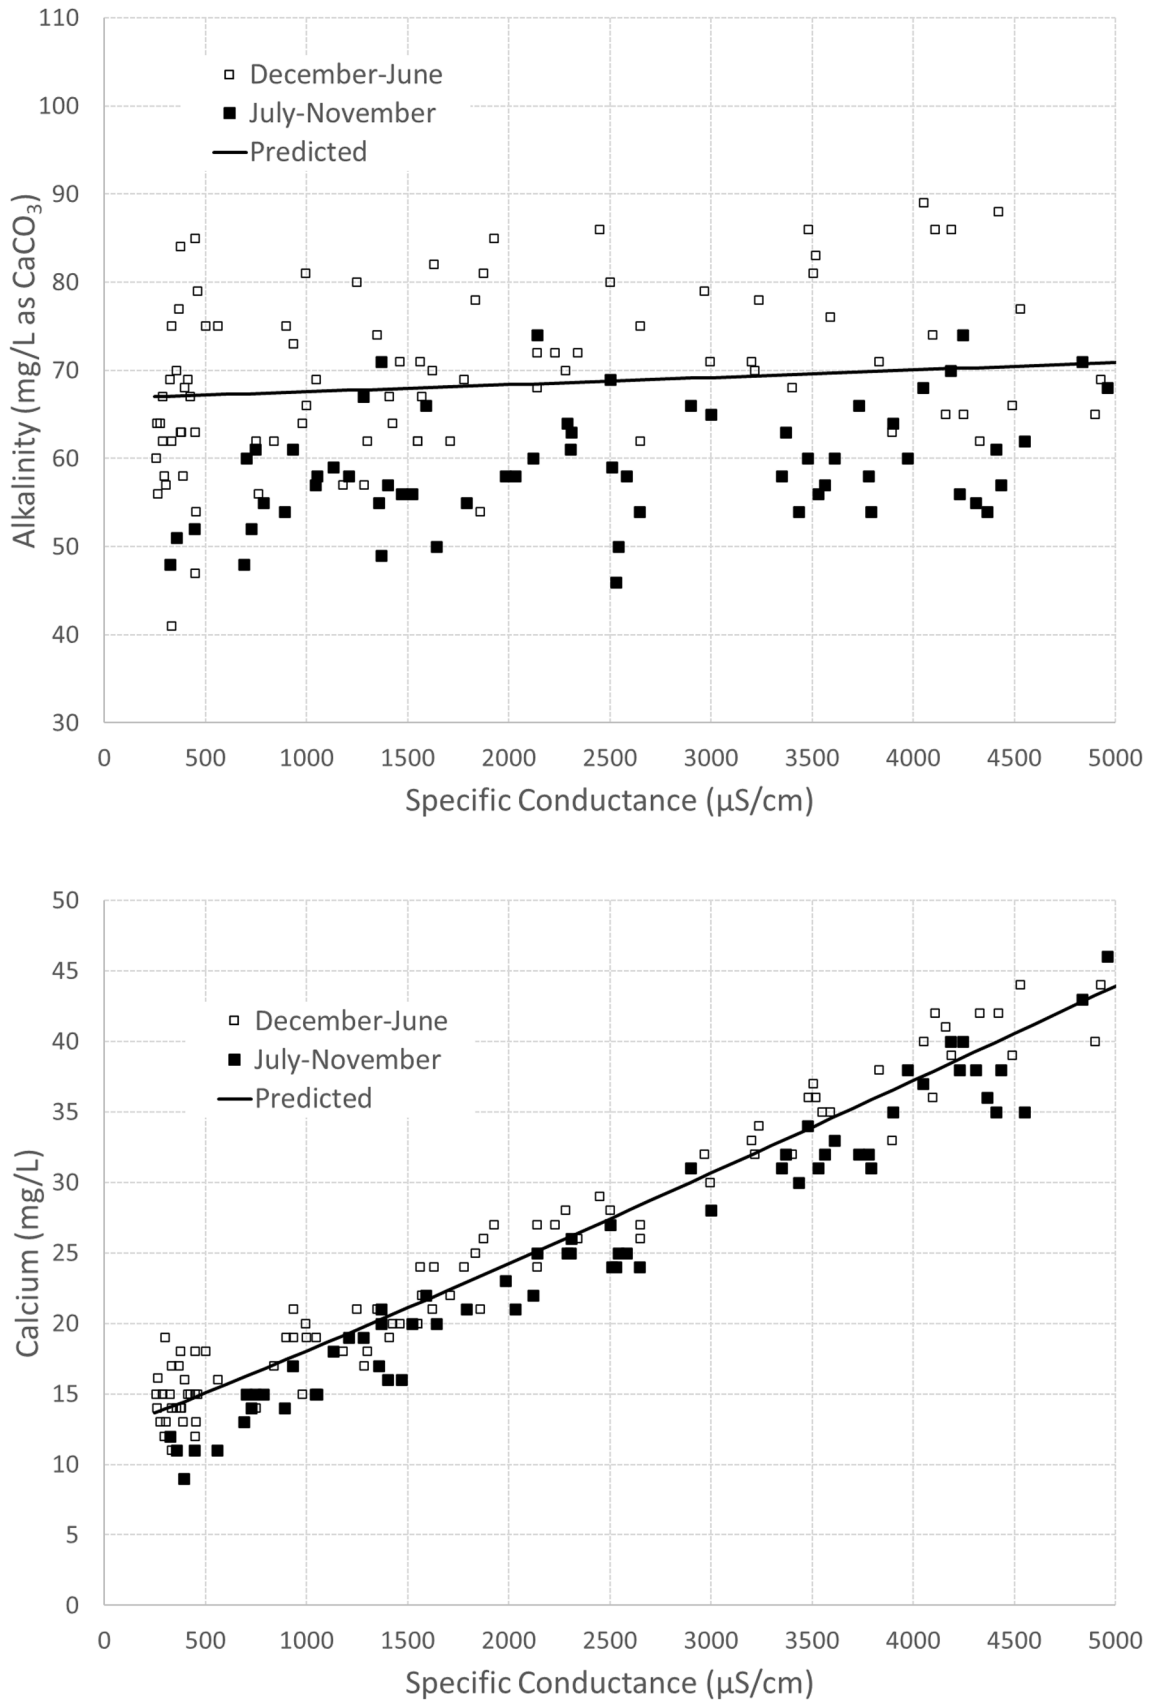 110
100
90
80
70
60
50
40
30
Alkalinity (mg/L as CaCO₃)
December-June
July-November
Predicted
0 500 1000 1500 2000 2500 3000 3500 4000 4500 5000
Specific Conductance (µS/cm)
50
45
40
35
30
25
20
15
10
5
0
Calcium (mg/L)
December-June
July-November
Predicted
0 500 1000 1500 2000 2500 3000 3500 4000 4500 5000
Specific Conductance (µS/cm)